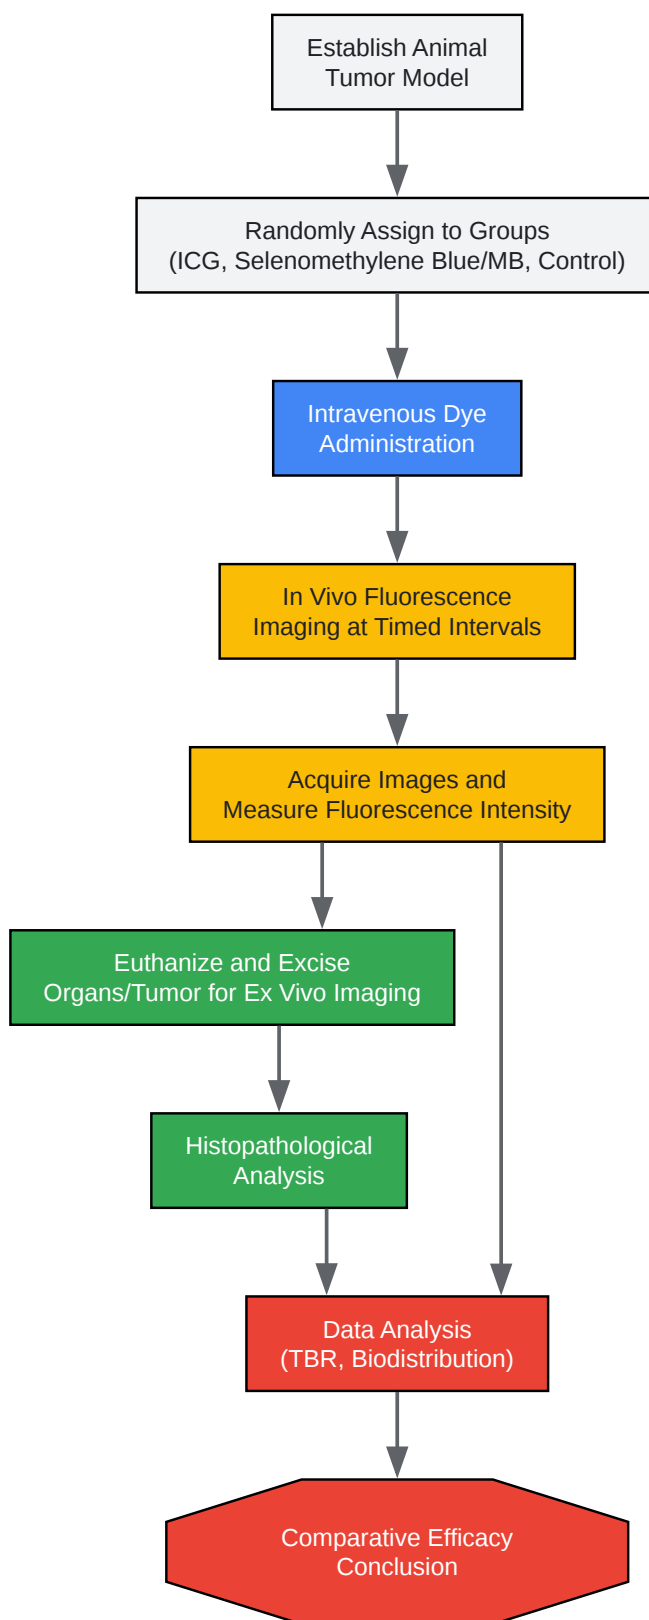 Establish Animal
Tumor Model
Randomly Assign to Groups
(ICG, Selenomethylene Blue/MB, Control)
Intravenous Dye
Administration
In Vivo Fluorescence
Imaging at Timed Intervals
Acquire Images and
Measure Fluorescence Intensity
Euthanize and Excise
Organs/Tumor for Ex Vivo Imaging
Histopathological
Analysis
Data Analysis
(TBR, Biodistribution)
Comparative Efficacy
Conclusion